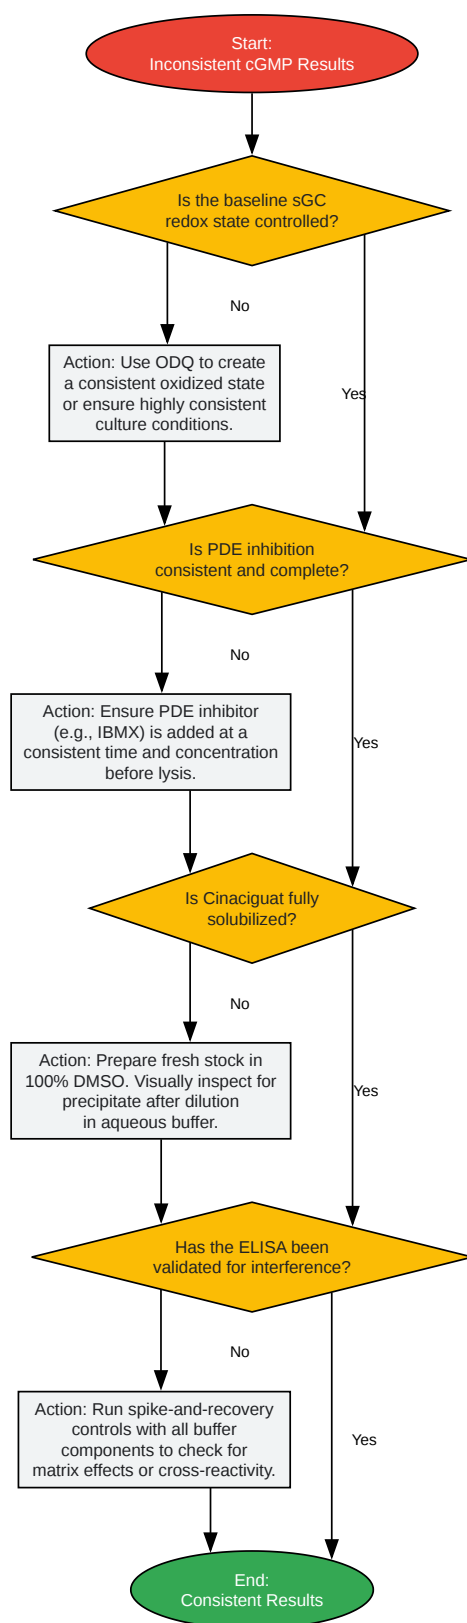 Start:
Inconsistent cGMP Results
Is the baseline sGC
redox state controlled?
No
Action: Use ODQ to create
a consistent oxidized state
or ensure highly consistent
culture conditions.
Yes
Is PDE inhibition
consistent and complete?
No
Action: Ensure PDE inhibitor
(e.g., IBMX) is added at a
consistent time and concentration
before lysis.
Yes
Is Cinaciguat fully
solubilized?
No
Action: Prepare fresh stock in
100% DMSO. Visually inspect for
precipitate after dilution
in aqueous buffer.
Yes
Has the ELISA been
validated for interference?
No
Action: Run spike-and-recovery
controls with all buffer
components to check for
matrix effects or cross-reactivity.
Yes
End:
Consistent Results